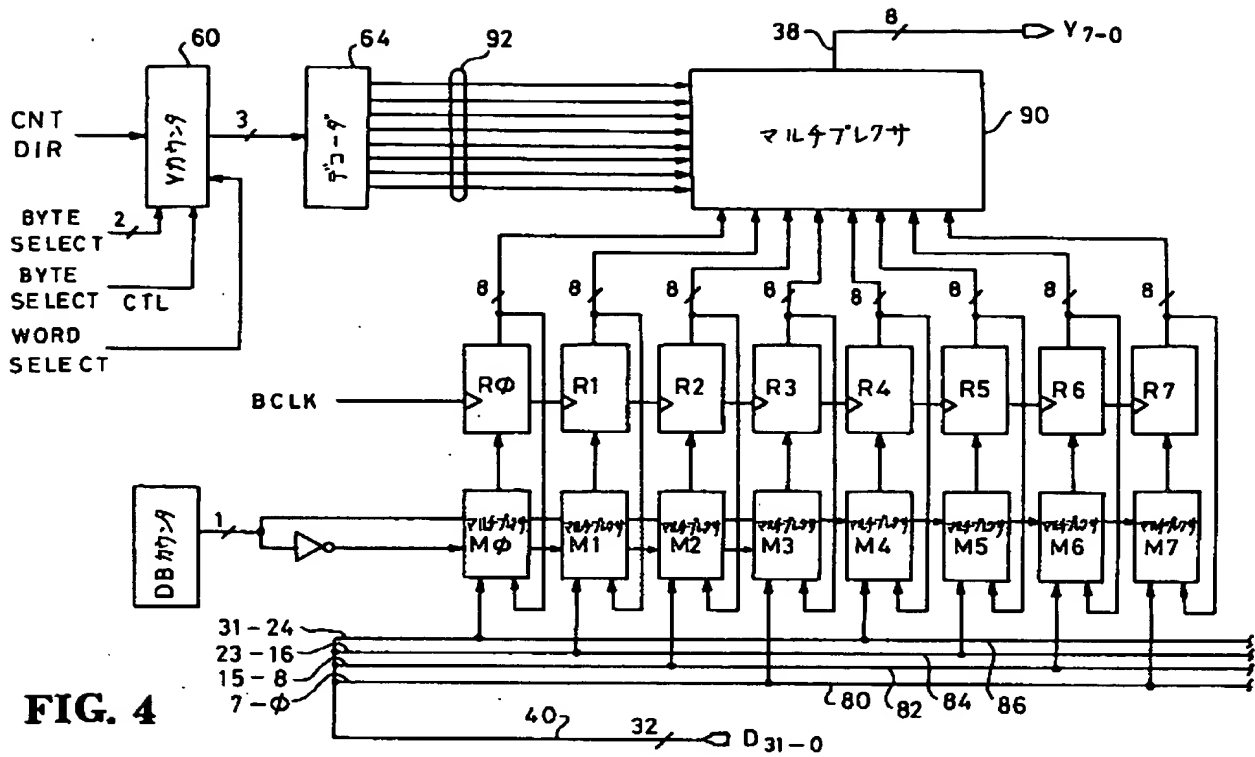 60
64
92
38
8
Y7-0
CNT
DIR
Yカウンタ
3
デコーダ
マルチプレクサ
90
BYTE
SELECT
2
BYTE
SELECT CTL
WORD
SELECT
8
8
8
8
8
8
8
8
BCLK
RΦ
R1
R2
R3
R4
R5
R6
R7
DBカウンタ
1
マルチプレクサ
MΦ
マルチプレクサ
M1
マルチプレクサ
M2
マルチプレクサ
M3
マルチプレクサ
M4
マルチプレクサ
M5
マルチプレクサ
M6
マルチプレクサ
M7
31-24
23-16
15-8
7-Φ
80
82
84
86
FIG. 4
40
32
D31-0